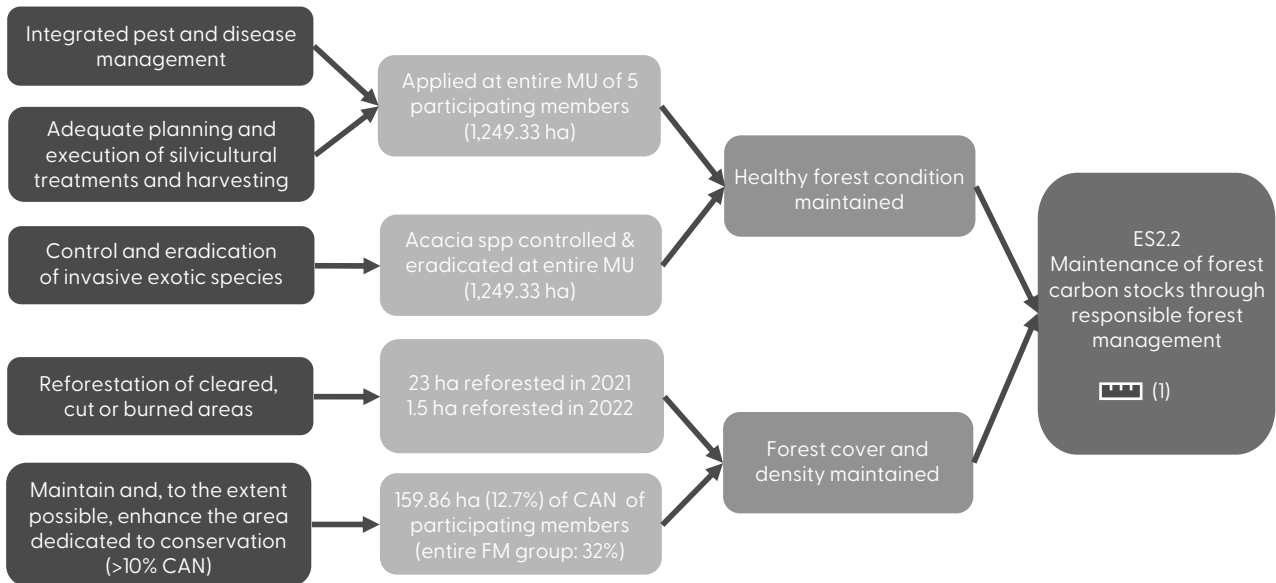 Integrated pest and disease
management
Adequate planning and
execution of silvicultural
treatments and harvesting
Control and eradication
of invasive exotic species
Reforestation of cleared,
cut or burned areas
Maintain and, to the extent
possible, enhance the area
dedicated to conservation
(>10% CAN)
Applied at entire MU of 5
participating members
(1,249.33 ha)
Acacia spp controlled &
eradicated at entire MU
(1,249.33 ha)
23 ha reforested in 2021
1.5 ha reforested in 2022
159.86 ha (12.7%) of CAN of
participating members
(entire FM group: 32%)
Healthy forest condition
maintained
Forest cover and
density maintained
ES2.2
Maintenance of forest
carbon stocks through
responsible forest
management
(1)